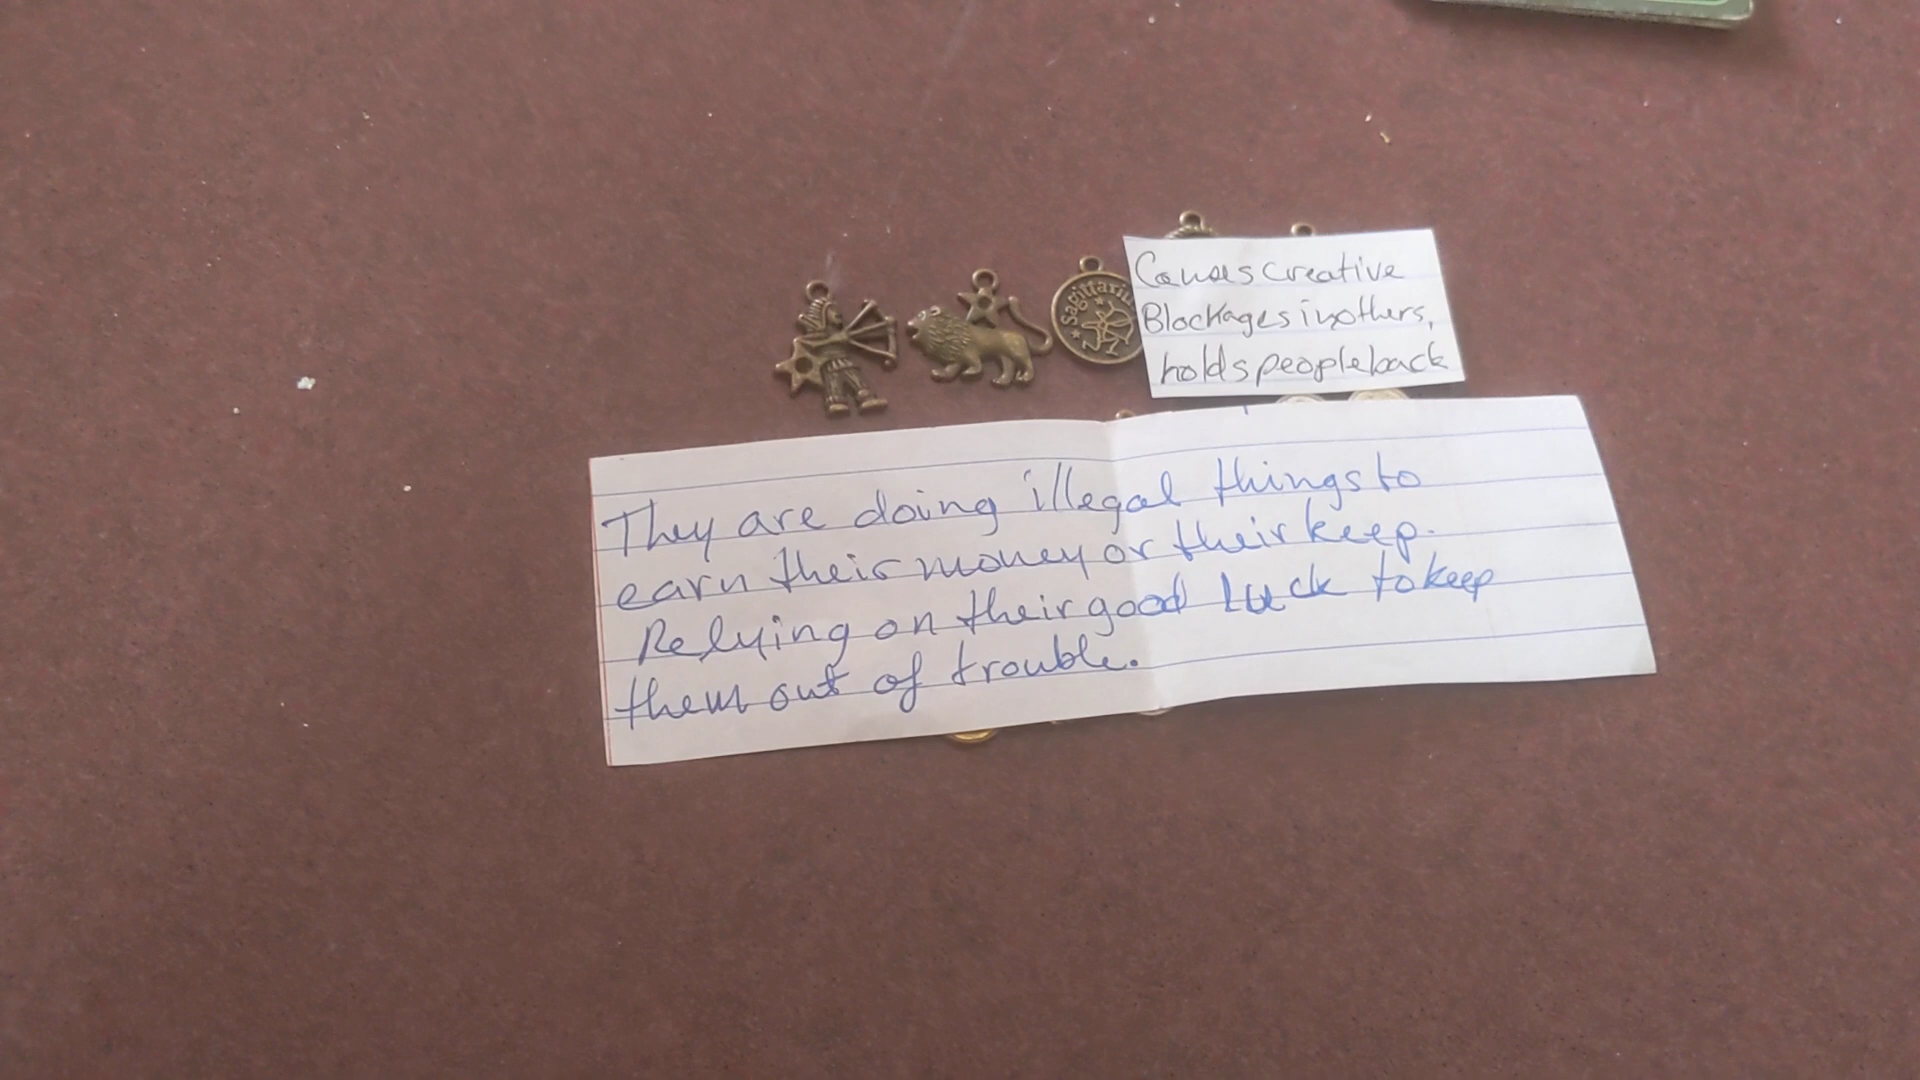 Sagittariu
Causes creative
Blockages in others,
holds people back
They are doing illegal things to
earn their money or their keep.
Relying on their good luck to keep
them out of trouble.